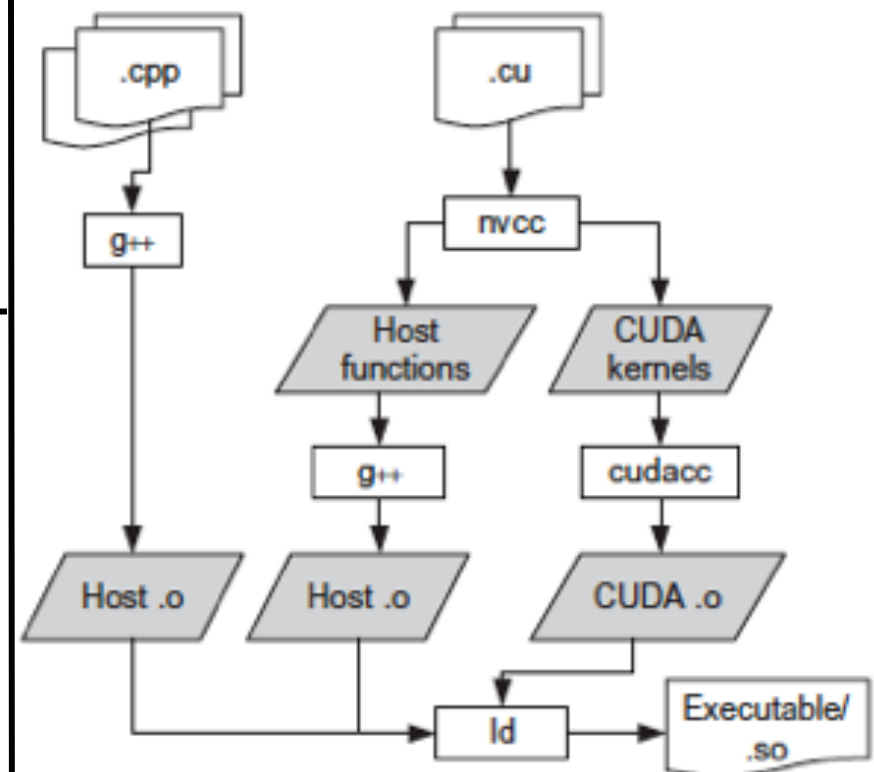 .cpp
.cu
g++
nvcc
Host
functions
CUDA
kernels
g++
cudacc
Host .o
Host .o
CUDA .o
ld
Executable/
.so